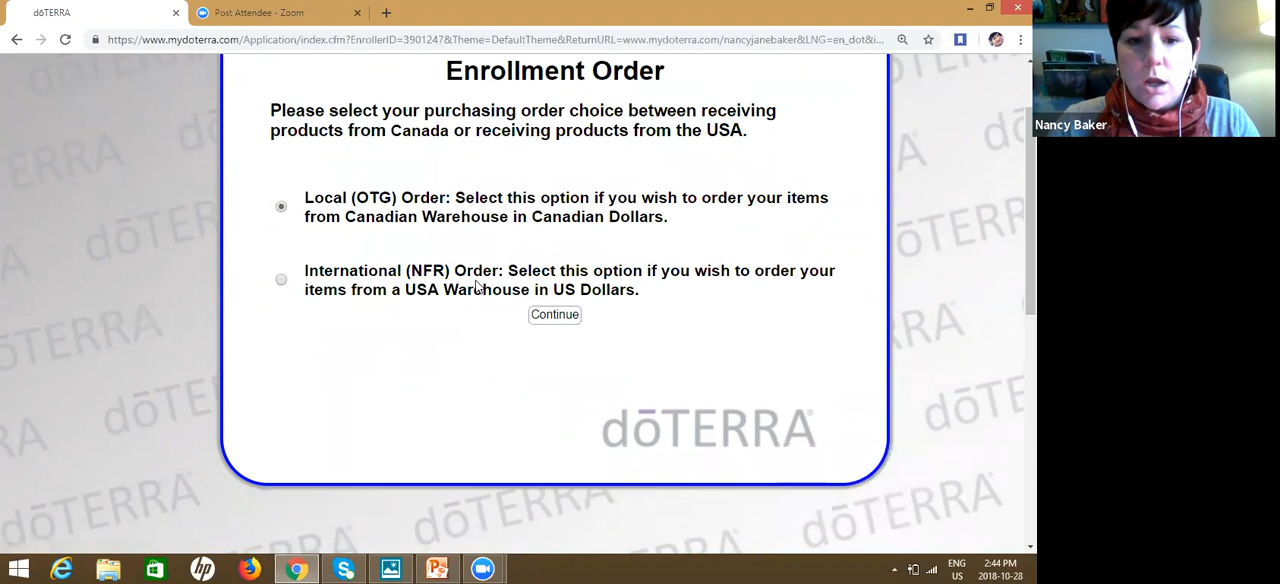 dōTERRA
Post Attendee - Zoom
https://www.mydoterra.com/Application/index.cfm?EnrollerID=3901247&Theme=DefaultTheme&ReturnURL=www.mydoterra.com/nancyjanebaker&LNG=en_dot&i...
Enrollment Order
Please select your purchasing order choice between receiving
products from Canada or receiving products from the USA.
Local (OTG) Order: Select this option if you wish to order your items
from Canadian Warehouse in Canadian Dollars.
International (NFR) Order: Select this option if you wish to order your
items from a USA Warehouse in US Dollars.
Continue
dōTERRA
Nancy Baker
ENG
US
2:44 PM
2018-10-28